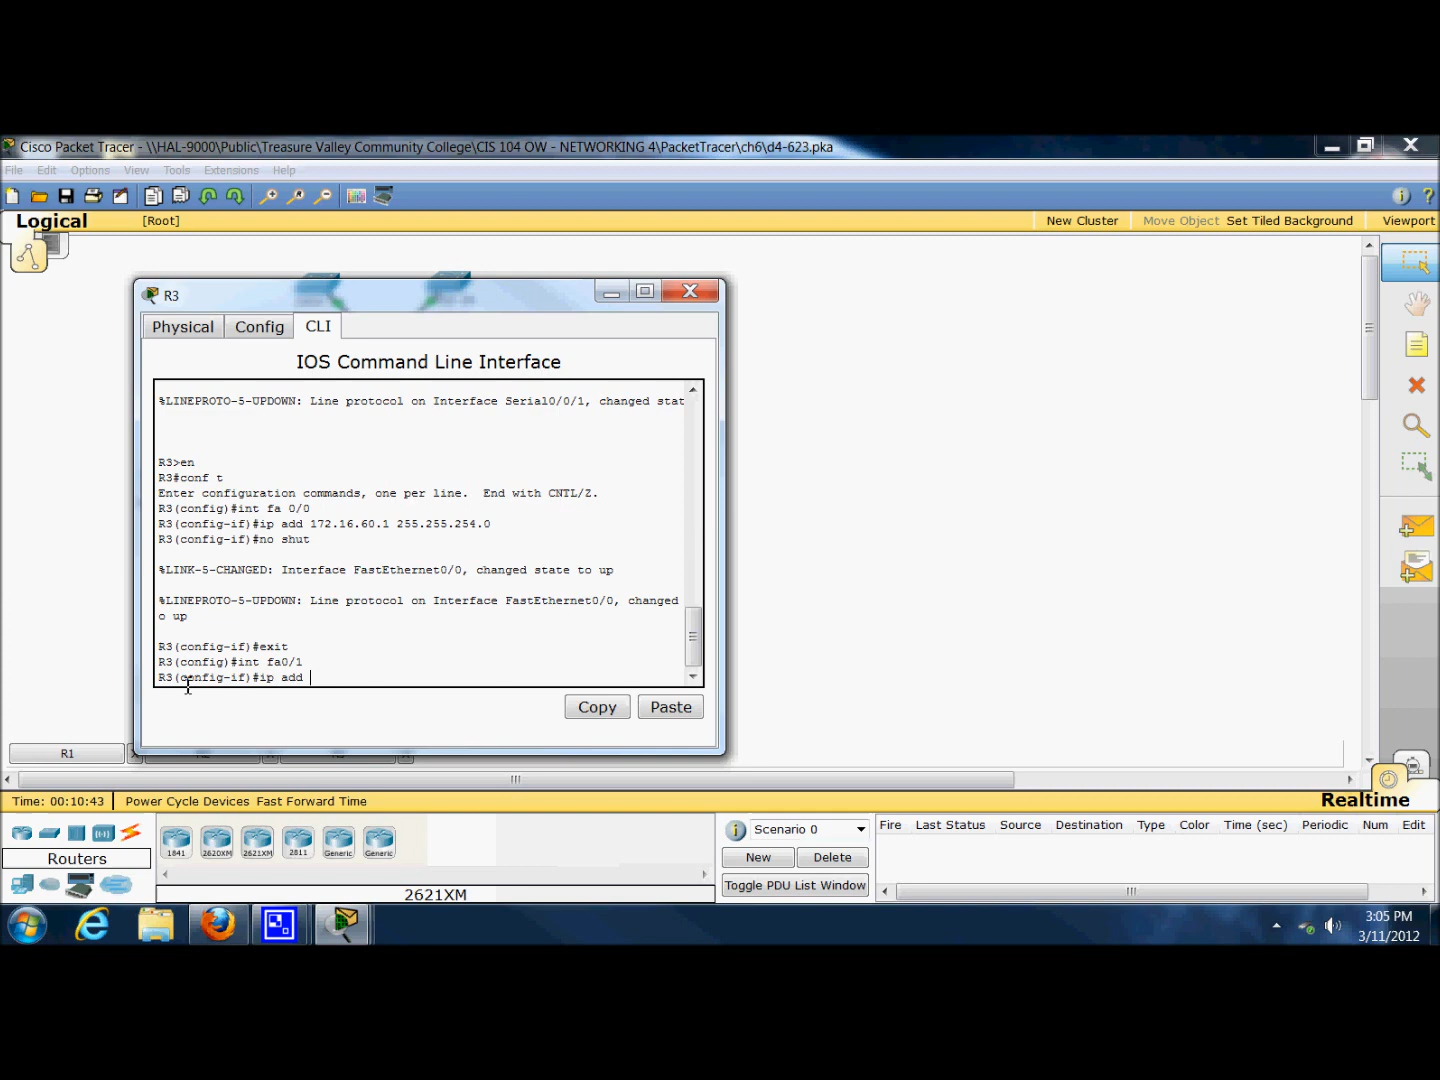 Cisco Packet Tracer - \\HAL-9000\Public\Treasure Valley Community College\CIS 104 OW - NETWORKING 4\PacketTracer\ch6\d4-623.pka
File Edit Options View Tools Extensions Help
Logical [Root] New Cluster Move Object Set Tiled Background Viewport
R3
Physical Config CLI
IOS Command Line Interface
%LINEPROTO-5-UPDOWN: Line protocol on Interface Serial0/0/1, changed stat
R3>en
R3#conf t
Enter configuration commands, one per line. End with CNTL/Z.
R3(config)#int fa 0/0
R3(config-if)#ip add 172.16.60.1 255.255.254.0
R3(config-if)#no shut
%LINK-5-CHANGED: Interface FastEthernet0/0, changed state to up
%LINEPROTO-5-UPDOWN: Line protocol on Interface FastEthernet0/0, changed
o up
R3(config-if)#exit
R3(config)#int fa0/1
R3(config-if)#ip add
Copy Paste
R1
Time: 00:10:43 Power Cycle Devices Fast Forward Time
Realtime
Routers
1841 2620XM 2621XM 2811 Generic Generic
2621XM
Scenario 0
New Delete
Toggle PDU List Window
Fire Last Status Source Destination Type Color Time (sec) Periodic Num Edit
3:05 PM
3/11/2012